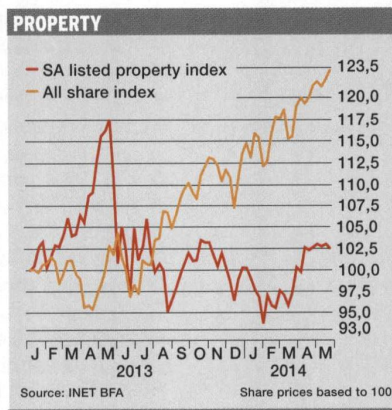 PROPERTY
SA listed property index
All share index
123,5
120,0
117,5
115,0
112,5
110,0
107,5
105,0
102,5
100,0
97,5
95,0
93,0
J F M A M J J A S O N D J F M A M
2013 2014
Source: INET BFA Share prices based to 100